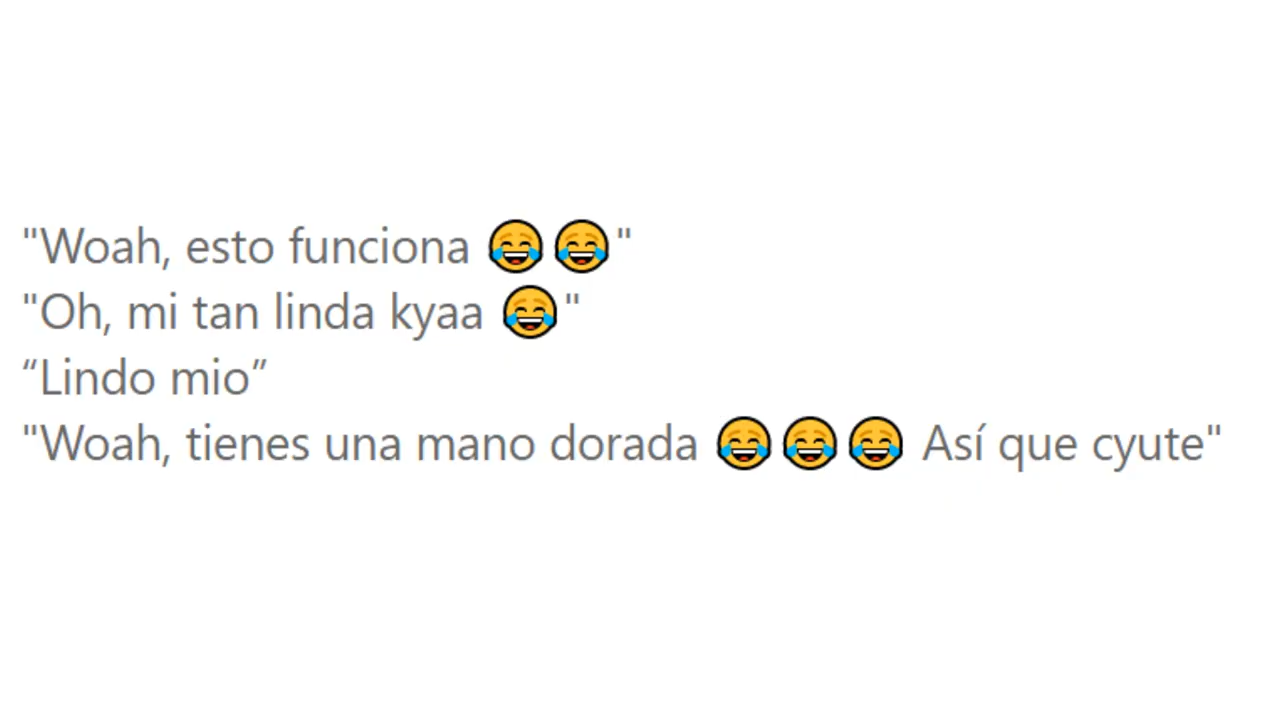 "Woah, esto funciona 😂😂"
"Oh, mi tan linda kyaa 😂"
“Lindo mio”
"Woah, tienes una mano dorada 😂😂😂 Así que cyute"